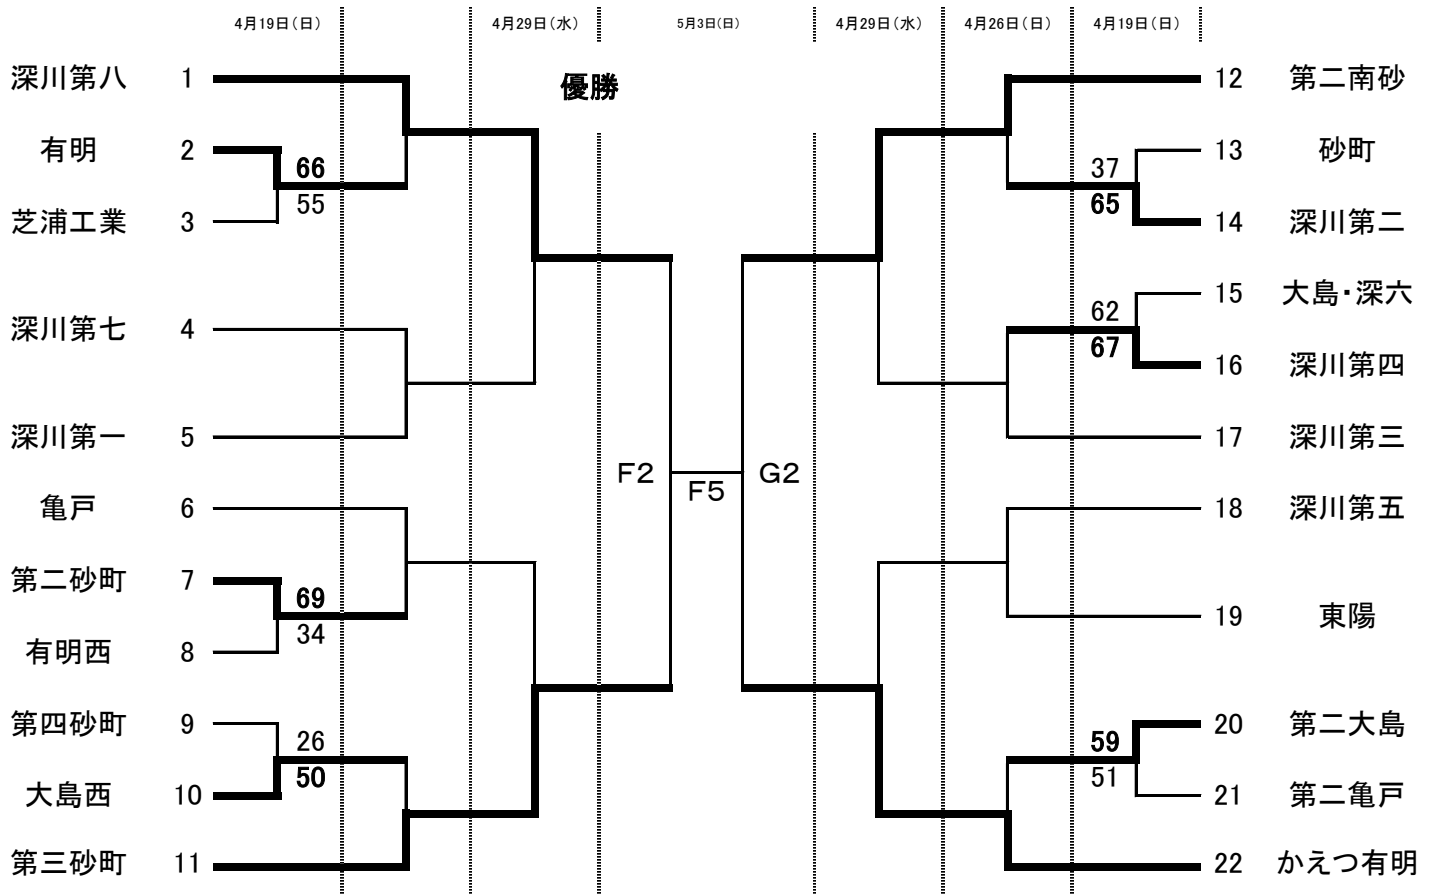 4月19日(日) 4月29日(水) 5月3日(日) 4月29日(水) 4月26日(日) 4月19日(日)
優勝
深川第八 1
有明 2
66
55
芝浦工業 3
深川第七 4
深川第一 5
亀戸 6
第二砂町 7
69
34
有明西 8
第四砂町 9
26
50
大島西 10
第三砂町 11
F2 F5 G2
12 第二南砂
13 砂町
37
65
14 深川第二
15 大島・深六
62
67
16 深川第四
17 深川第三
18 深川第五
19 東陽
20 第二大島
59
51
21 第二亀戸
22 かえつ有明